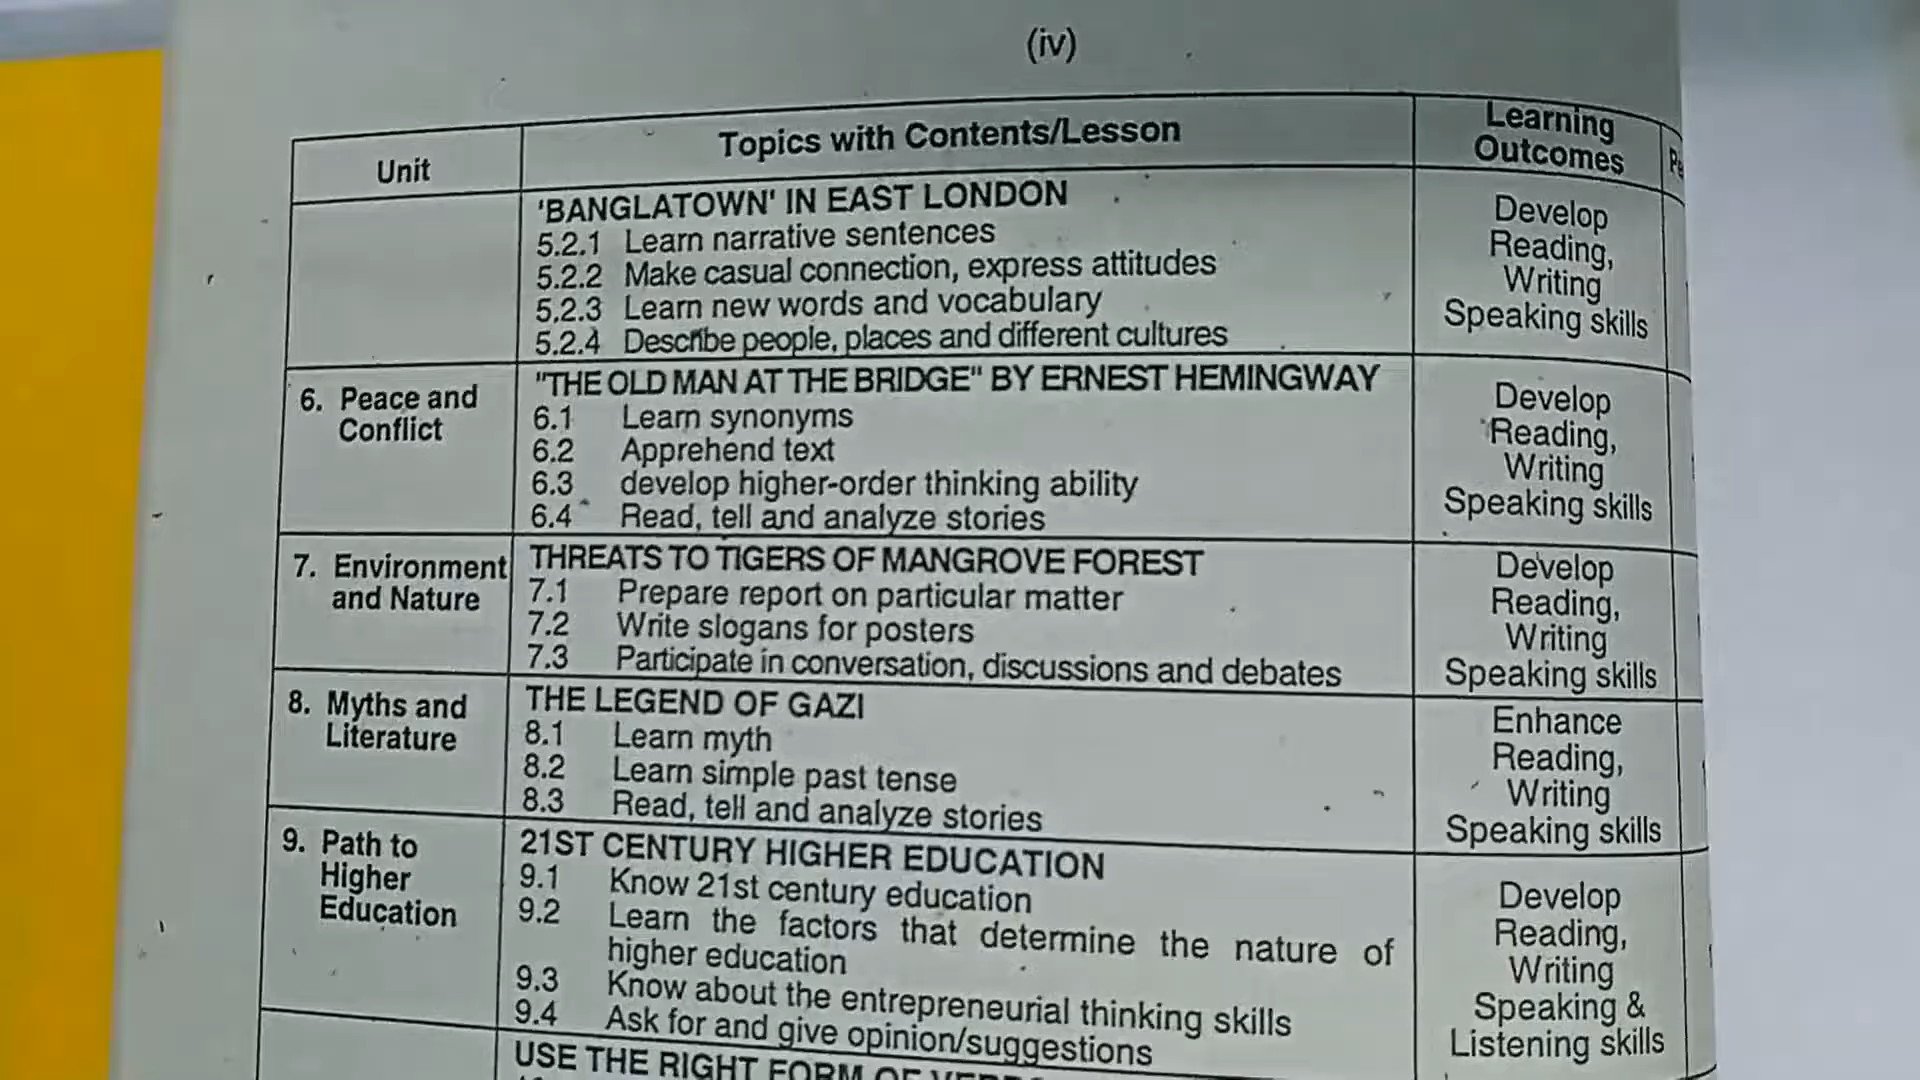 (iv)
Unit
Topics with Contents/Lesson
Learning
Outcomes
'BANGLATOWN' IN EAST LONDON
5.2.1 Learn narrative sentences
5.2.2 Make casual connection, express attitudes
5.2.3 Learn new words and vocabulary
5.2.4 Describe people, places and different cultures
Develop
Reading,
Writing
Speaking skills
6. Peace and
Conflict
"THE OLD MAN AT THE BRIDGE" BY ERNEST HEMINGWAY
6.1 Learn synonyms
6.2 Apprehend text
6.3 develop higher-order thinking ability
6.4 Read, tell and analyze stories
Develop
Reading,
Writing
Speaking skills
7. Environment
and Nature
THREATS TO TIGERS OF MANGROVE FOREST
7.1 Prepare report on particular matter
7.2 Write slogans for posters
7.3 Participate in conversation, discussions and debates
Develop
Reading,
Writing
Speaking skills
8. Myths and
Literature
THE LEGEND OF GAZI
8.1 Learn myth
8.2 Learn simple past tense
8.3 Read, tell and analyze stories
Enhance
Reading,
Writing
Speaking skills
9. Path to
Higher
Education
21ST CENTURY HIGHER EDUCATION
9.1 Know 21st century education
9.2 Learn the factors that determine the nature of
higher education
9.3 Know about the entrepreneurial thinking skills
9.4 Ask for and give opinion/suggestions
Develop
Reading,
Writing
Speaking &
Listening skills
USE THE RIGHT FORM OF